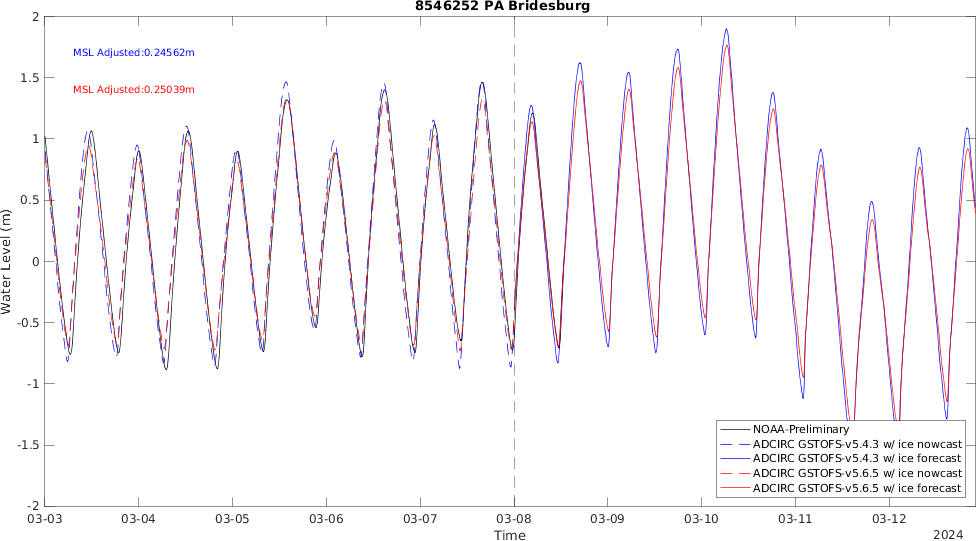 8546252 PA Bridesburg
2
1.5
1
0.5
0
-0.5
-1
-1.5
-2
Water Level (m)
MSL Adjusted:0.24562m
MSL Adjusted:0.25039m
NOAA-Preliminary
ADCIRC GSTOFS-v5.4.3 w/ ice nowcast
ADCIRC GSTOFS-v5.4.3 w/ ice forecast
ADCIRC GSTOFS-v5.6.5 w/ ice nowcast
ADCIRC GSTOFS-v5.6.5 w/ ice forecast
03-03 03-04 03-05 03-06 03-07 03-08 03-09 03-10 03-11 03-12
Time
2024